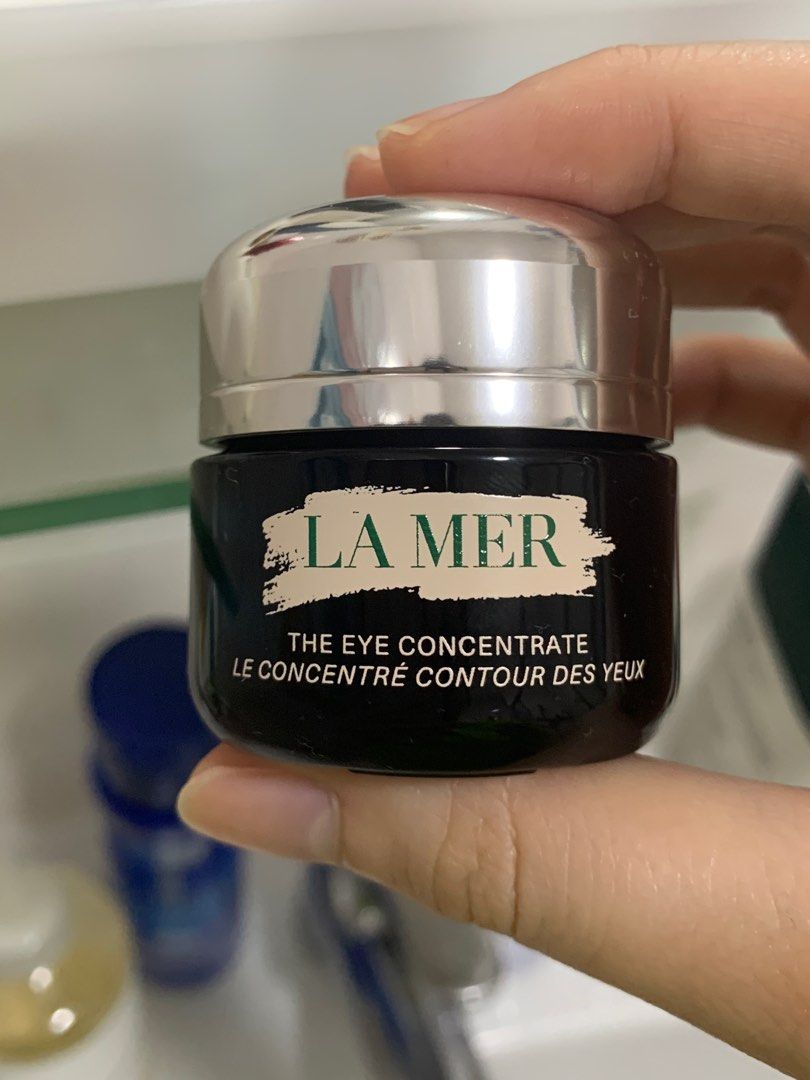 LA MER
THE EYE CONCENTRATE
LE CONCENTRÉ CONTOUR DES YEUX